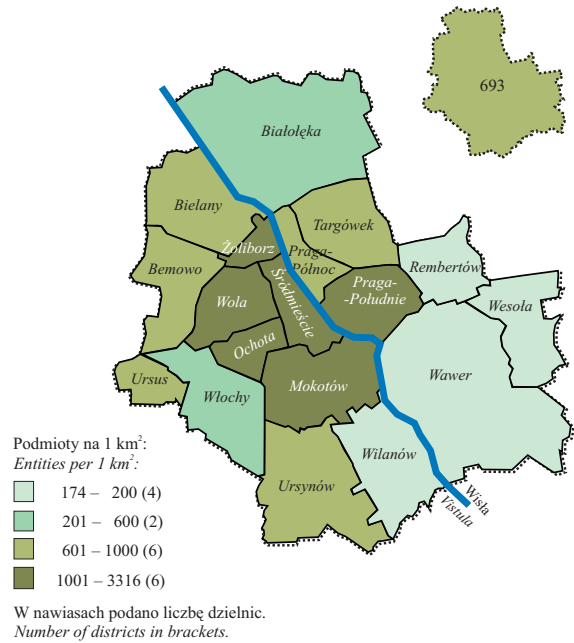 693
Białołęka
Bielany
Targówek
Żoliborz
Praga-
Północ
Bemowo
Rembertów
Śródmieście
Praga-
-Południe
Wesoła
Wola
Ochota
Ursus
Włochy
Mokotów
Wawer
Wilanów
Ursynów
Wisła
Vistula
Podmioty na 1 km²:
Entities per 1 km²:
174 – 200 (4)
201 – 600 (2)
601 – 1000 (6)
1001 – 3316 (6)
W nawiasach podano liczbę dzielnic.
Number of districts in brackets.